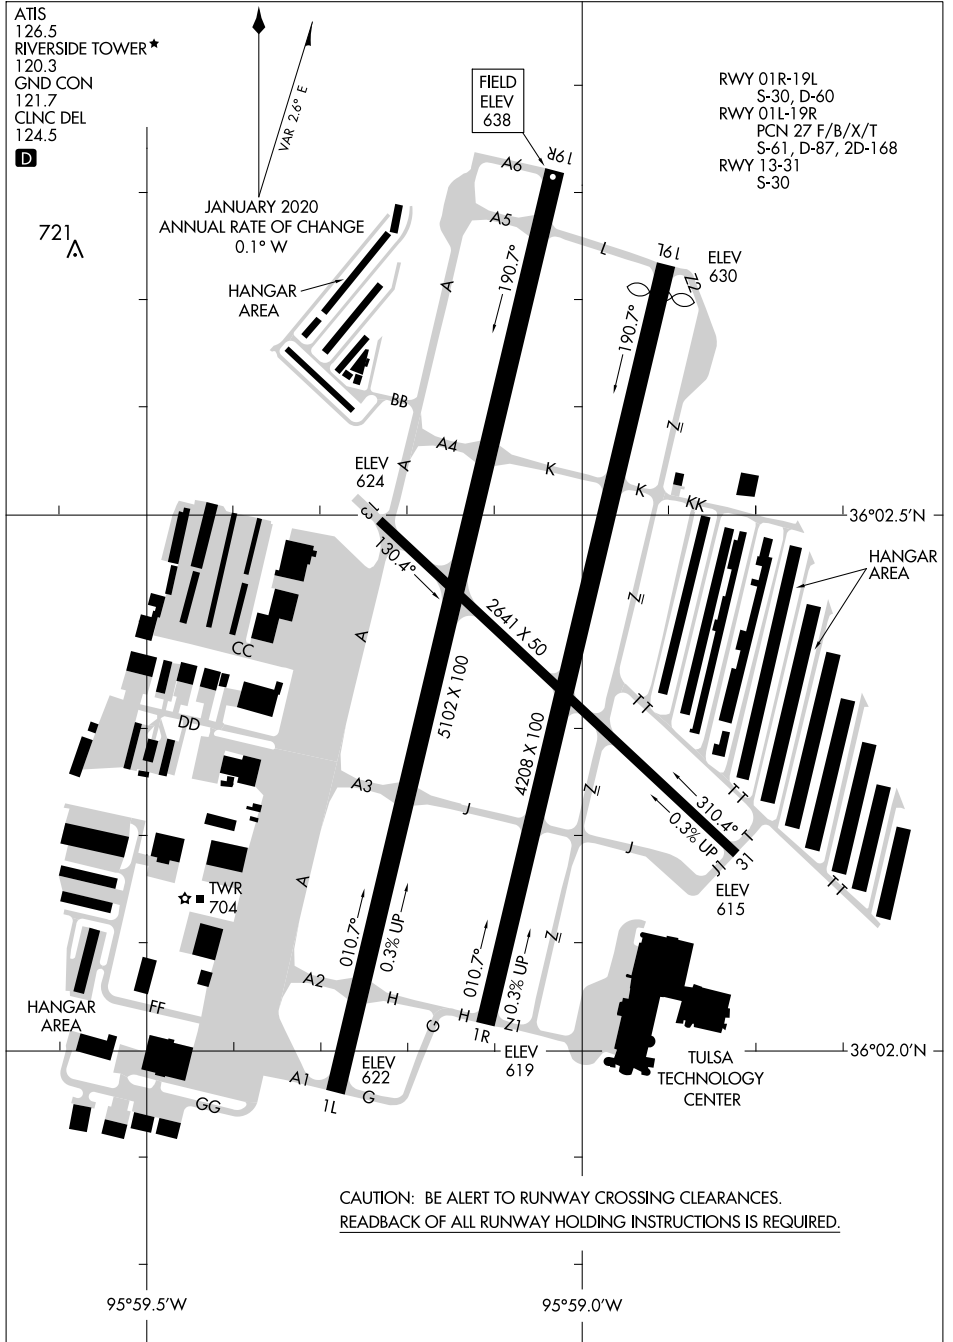 ATIS
126.5
RIVERSIDE TOWER★
120.3
GND CON
121.7
CLNC DEL
124.5
D
VAR 2.6° E
JANUARY 2020
ANNUAL RATE OF CHANGE
0.1° W
FIELD
ELEV
638
RWY 01R-19L
S-30, D-60
RWY 01L-19R
PCN 27 F/B/X/T
S-61, D-87, 2D-168
RWY 13-31
S-30
721
HANGAR
AREA
A6
19R
A5
L
19L
Z2
ELEV
630
190.7°
190.7°
A
BB
A4
K
Z
ELEV
624
A
K
KK
13
130.4°
36°02.5'N
HANGAR
AREA
2641 X 50
Z
A
CC
TT
5102 X 100
DD
4208 X 100
A3
J
Z
310.4°
0.3% UP
TT
T
31
J
J1
TT
ELEV
615
A
TWR
704
010.7°
0.3% UP
010.7°
0.3% UP
Z
A2
H
G
H
Z1
1R
FF
HANGAR
AREA
ELEV
622
ELEV
619
36°02.0'N
TULSA
TECHNOLOGY
CENTER
A1
1L
G
GG
CAUTION: BE ALERT TO RUNWAY CROSSING CLEARANCES.
READBACK OF ALL RUNWAY HOLDING INSTRUCTIONS IS REQUIRED.
95°59.5'W
95°59.0'W